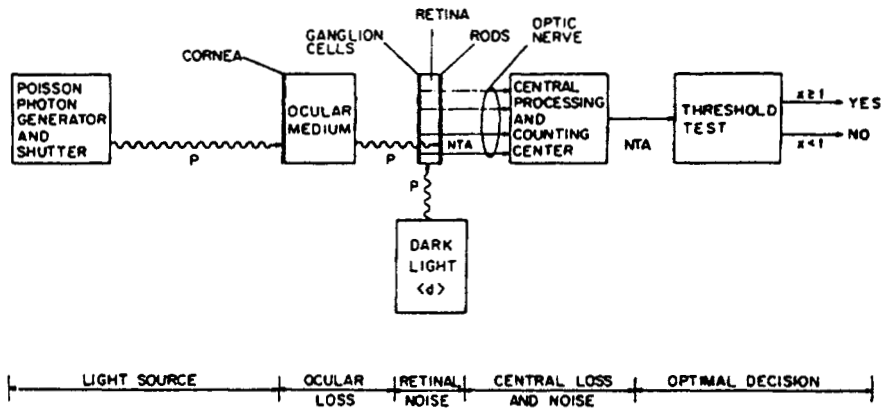 RETINA
GANGLION
CELLS
RODS
OPTIC
NERVE
CORNEA
POISSON
PHOTON
GENERATOR
AND
SHUTTER
P
OCULAR
MEDIUM
P
NTA
CENTRAL
PROCESSING
AND
COUNTING
CENTER
NTA
THRESHOLD
TEST
x≥t
YES
x<t
NO
P
DARK
LIGHT
<d>
LIGHT SOURCE
OCULAR
LOSS
RETINAL
NOISE
CENTRAL LOSS
AND NOISE
OPTIMAL DECISION